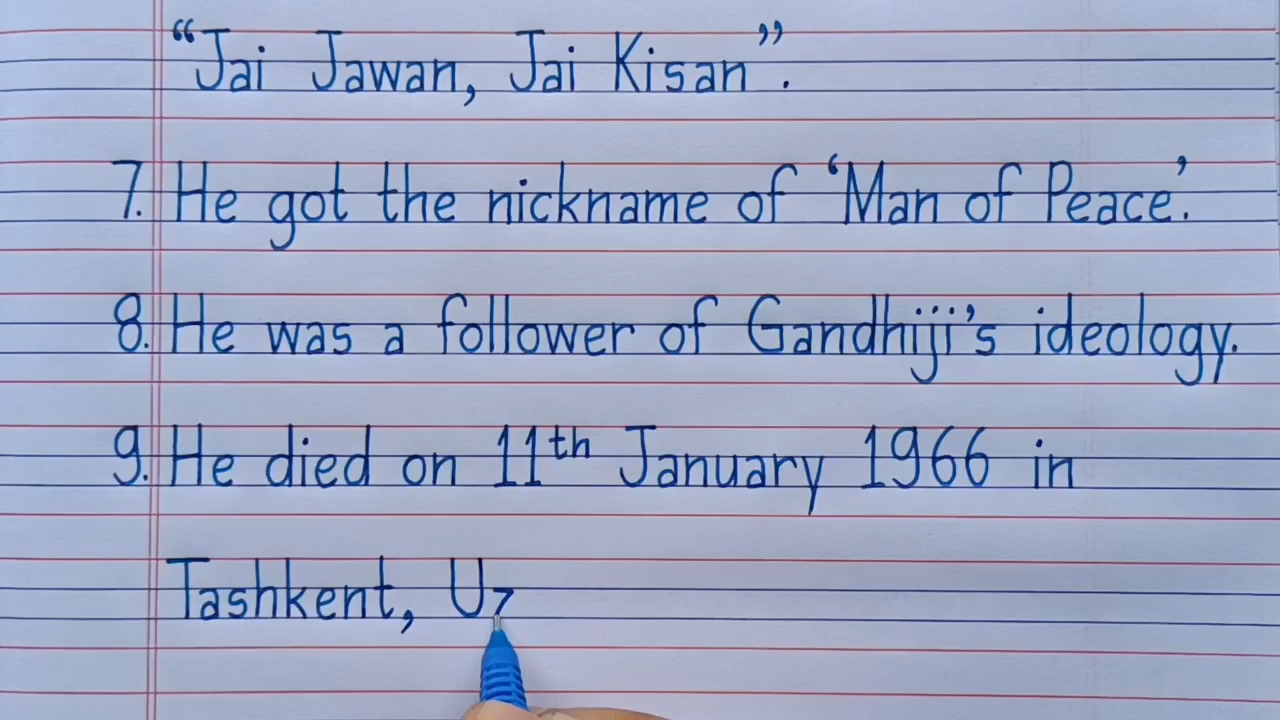 “Jai Jawan, Jai Kisan”.
7. He got the nickname of ‘Man of Peace’.
8. He was a follower of Gandhiji’s ideology.
9. He died on 11th January 1966 in
Tashkent, Uz